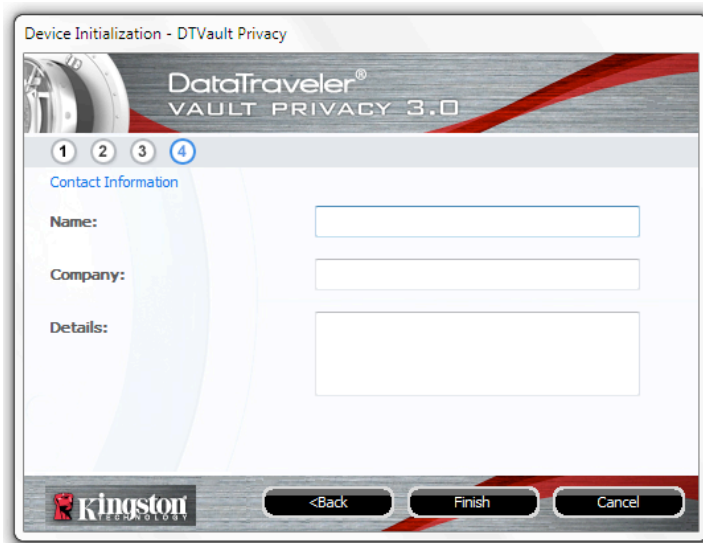 Device Initialization - DTVault Privacy
DataTraveler®
VAULT PRIVACY 3.0
1 2 3 4
Contact Information
Name:
Company:
Details:
Kingston
TECHNOLOGY
<Back Finish Cancel